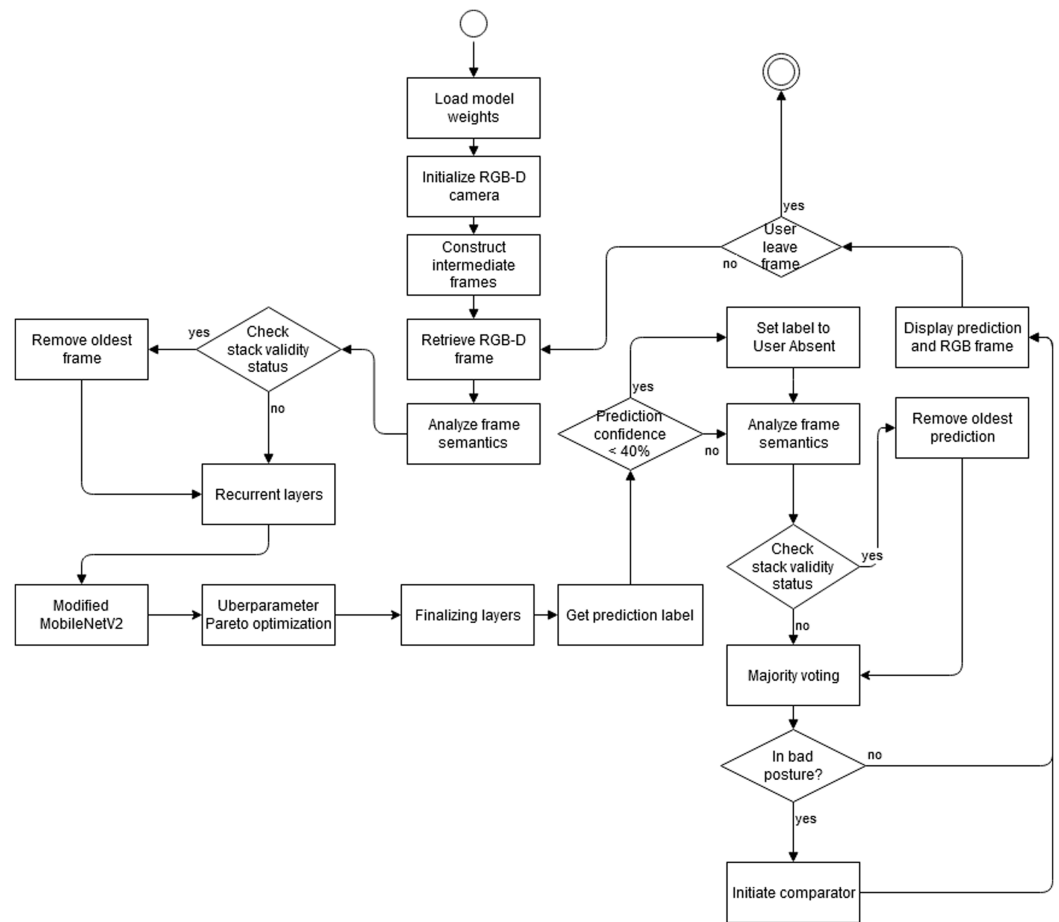 Load model
weights
Initialize RGB-D
camera
Construct
intermediate
frames
Retrieve RGB-D
frame
Analyze frame
semantics
Check
stack validity
status
yes
no
Remove oldest
frame
Recurrent layers
Modified
MobileNetV2
Uberparameter
Pareto optimization
Finalizing layers
Get prediction label
Prediction
confidence
< 40%
yes
no
Set label to
User Absent
Analyze frame
semantics
Check
stack validity
status
yes
no
Remove oldest
prediction
Majority voting
In bad
posture?
no
yes
Initiate comparator
Display prediction
and RGB frame
User
leave
frame
yes
no